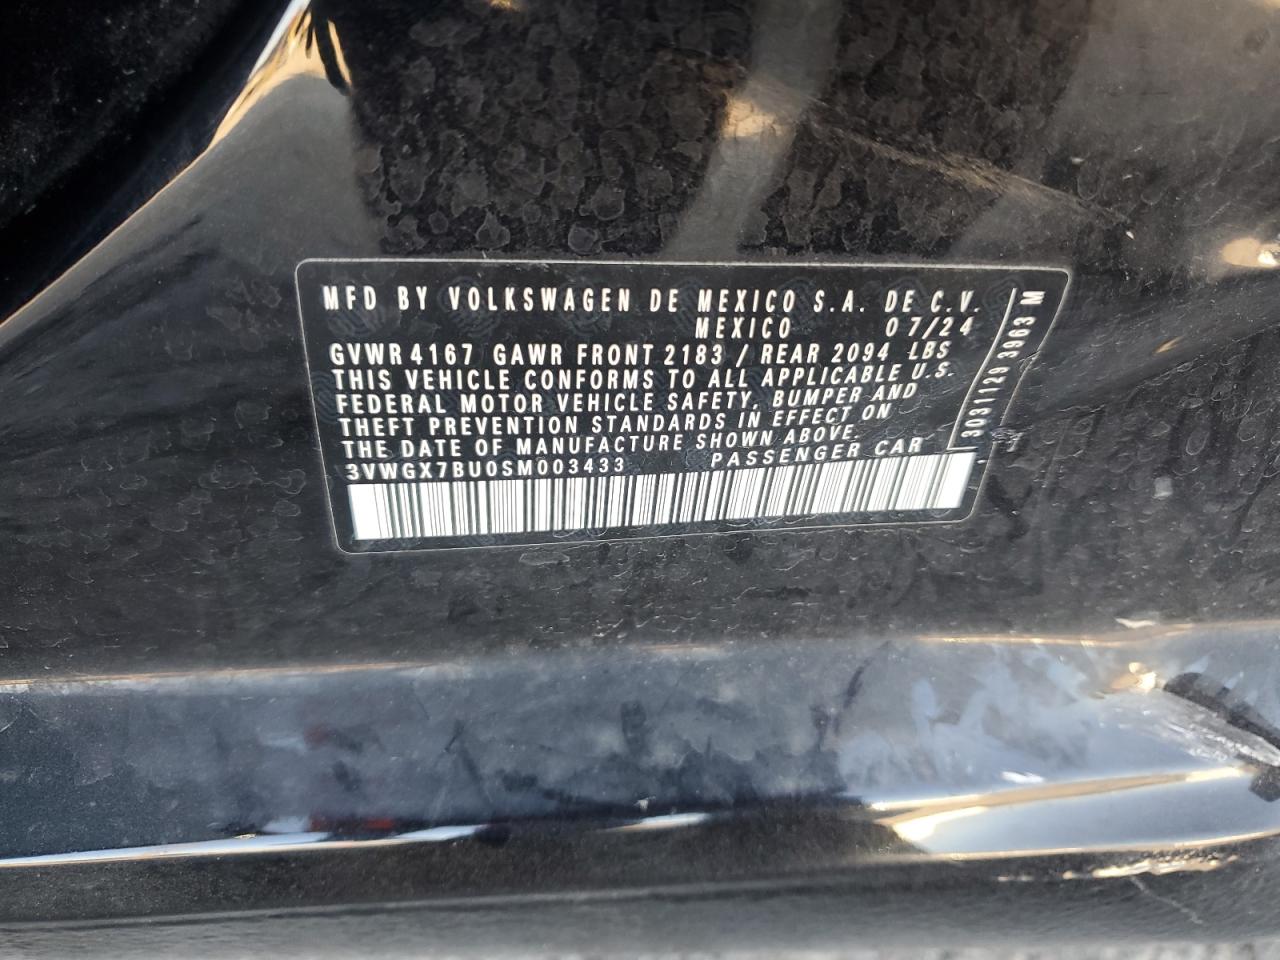 MFD BY VOLKSWAGEN DE MEXICO S.A. DE C.V.
MEXICO 07/24
GVWR 4167 GAWR FRONT 2183 / REAR 2094 LBS
THIS VEHICLE CONFORMS TO ALL APPLICABLE U.S.
FEDERAL MOTOR VEHICLE SAFETY, BUMPER AND
THEFT PREVENTION STANDARDS IN EFFECT ON
THE DATE OF MANUFACTURE SHOWN ABOVE.
3VWGX7BU0SM003433 PASSENGER CAR
3031129 3963 M